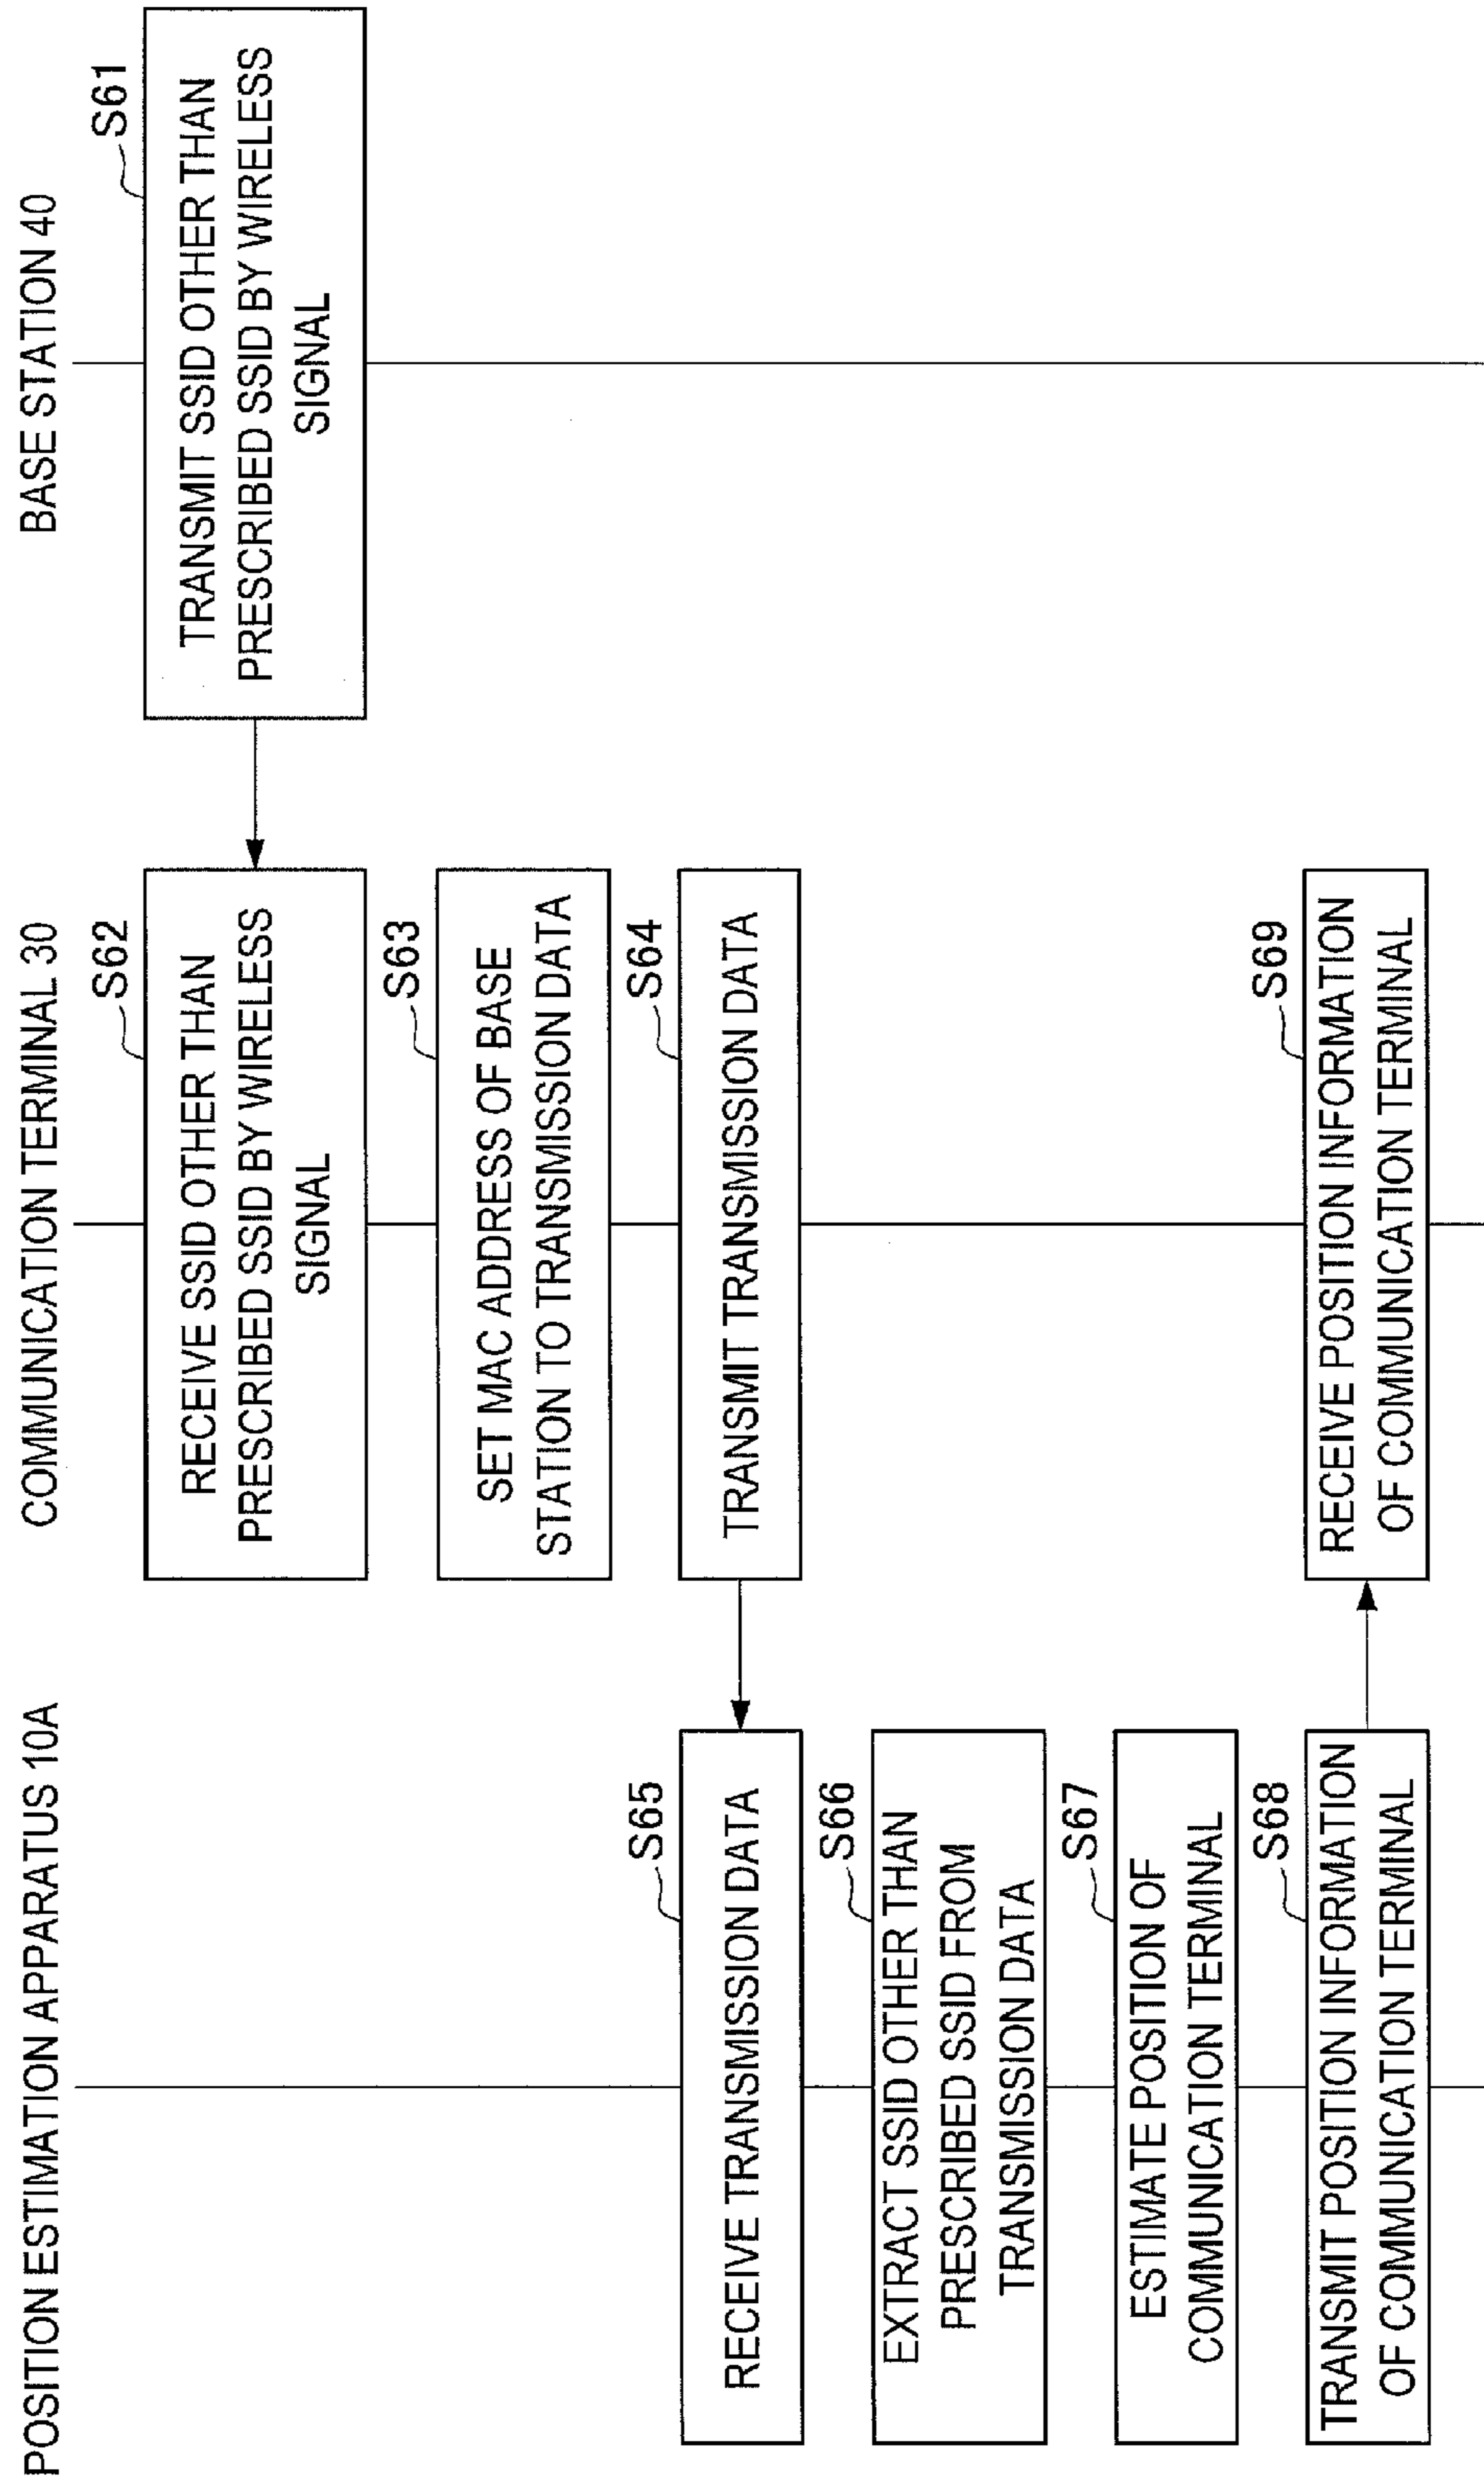 POSITION ESTIMATION APPARATUS 10A
COMMUNICATION TERMINAL 30
BASE STATION 40
S61
TRANSMIT SSID OTHER THAN
PRESCRIBED SSID BY WIRELESS
SIGNAL
S62
RECEIVE SSID OTHER THAN
PRESCRIBED SSID BY WIRELESS
SIGNAL
S63
SET MAC ADDRESS OF BASE
STATION TO TRANSMISSION DATA
S64
TRANSMIT TRANSMISSION DATA
S65
RECEIVE TRANSMISSION DATA
S66
EXTRACT SSID OTHER THAN
PRESCRIBED SSID FROM
TRANSMISSION DATA
S67
ESTIMATE POSITION OF
COMMUNICATION TERMINAL
S68
TRANSMIT POSITION INFORMATION
OF COMMUNICATION TERMINAL
S69
RECEIVE POSITION INFORMATION
OF COMMUNICATION TERMINAL